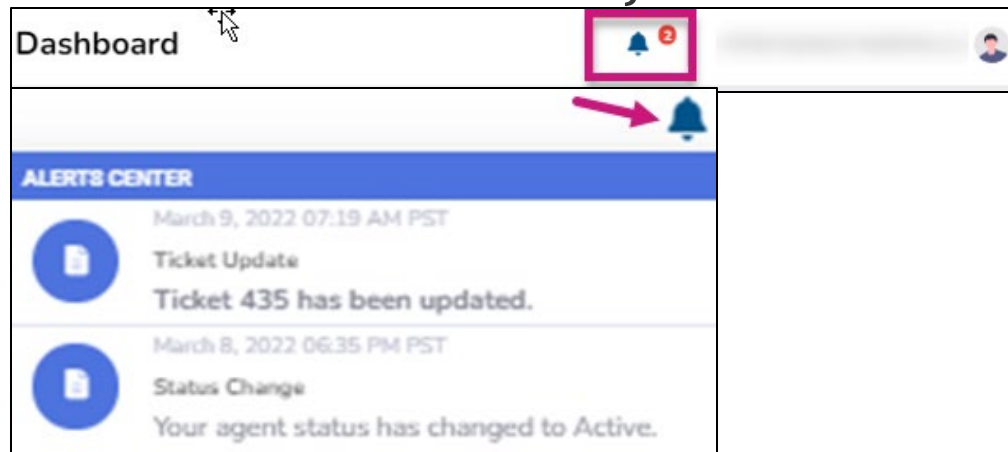 Dashboard
2
ALERTS CENTER
March 9, 2022 07:19 AM PST
Ticket Update
Ticket 435 has been updated.
March 8, 2022 06:35 PM PST
Status Change
Your agent status has changed to Active.